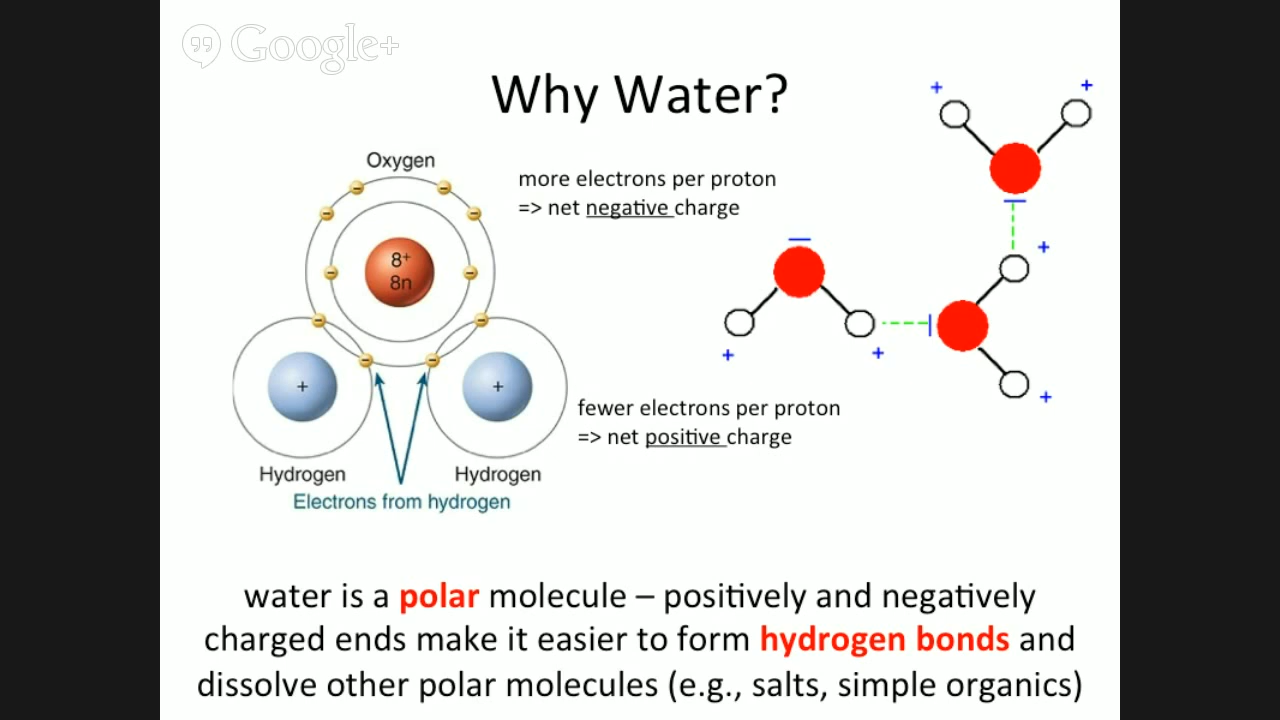 Google+
Why Water?
Oxygen
more electrons per proton
=> net negative charge
8+
8n
+
+
Hydrogen
Hydrogen
Electrons from hydrogen
fewer electrons per proton
=> net positive charge
+
+
+
+
+
+
water is a polar molecule – positively and negatively
charged ends make it easier to form hydrogen bonds and
dissolve other polar molecules (e.g., salts, simple organics)